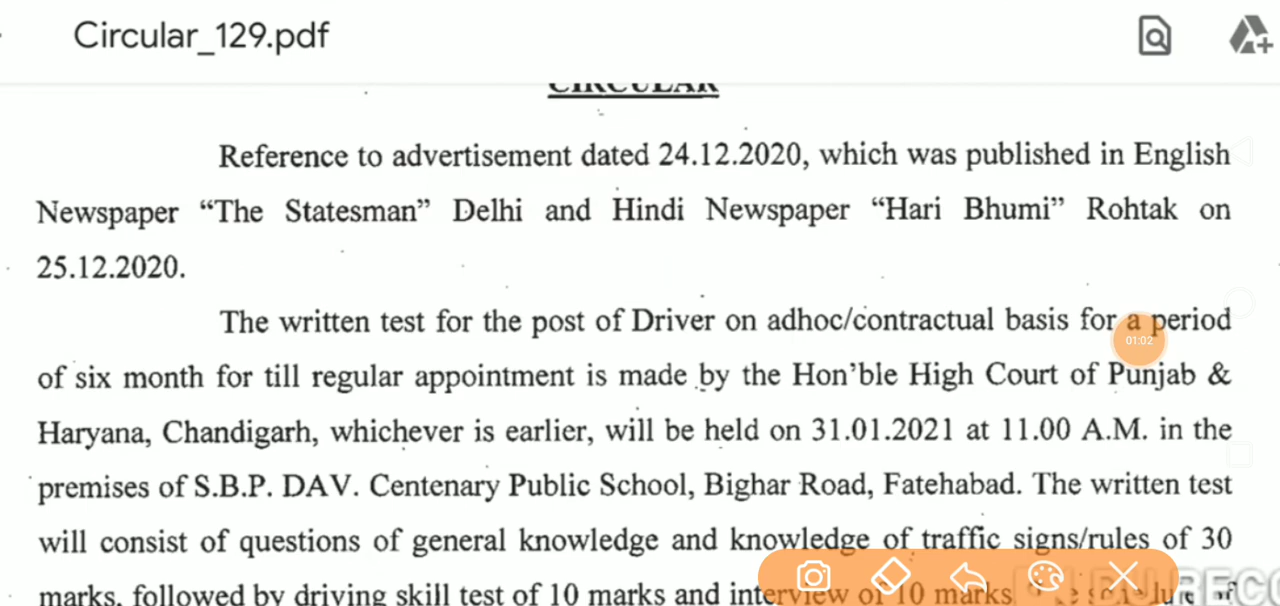 Circular_129.pdf
CIRCULAR
Reference to advertisement dated 24.12.2020, which was published in English
Newspaper “The Statesman” Delhi and Hindi Newspaper “Hari Bhumi” Rohtak on
25.12.2020.
The written test for the post of Driver on adhoc/contractual basis for a period
01:02
of six month for till regular appointment is made by the Hon’ble High Court of Punjab &
Haryana, Chandigarh, whichever is earlier, will be held on 31.01.2021 at 11.00 A.M. in the
premises of S.B.P. DAV. Centenary Public School, Bighar Road, Fatehabad. The written test
will consist of questions of general knowledge and knowledge of traffic signs/rules of 30
marks, followed by driving skill test of 10 marks and interview of 10 marks